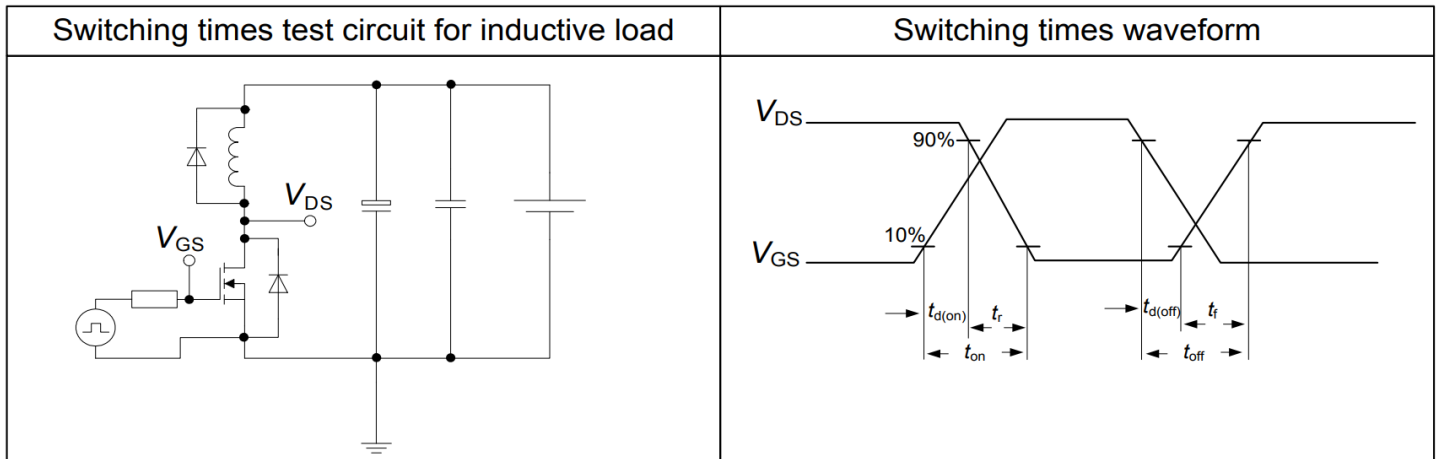 Switching times test circuit for inductive load
Switching times waveform
VDS
VGS
VDS
90%
10%
VGS
td(on)
tr
td(off)
tf
ton
toff